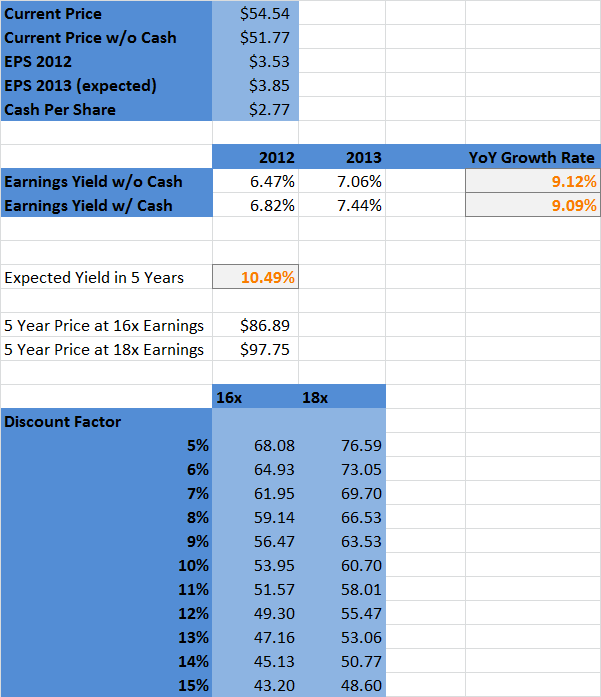 Current Price $54.54
Current Price w/o Cash $51.77
EPS 2012 $3.53
EPS 2013 (expected) $3.85
Cash Per Share $2.77
2012 2013 YoY Growth Rate
Earnings Yield w/o Cash 6.47% 7.06% 9.12%
Earnings Yield w/ Cash 6.82% 7.44% 9.09%
Expected Yield in 5 Years 10.49%
5 Year Price at 16x Earnings $86.89
5 Year Price at 18x Earnings $97.75
16x 18x
Discount Factor
5% 68.08 76.59
6% 64.93 73.05
7% 61.95 69.70
8% 59.14 66.53
9% 56.47 63.53
10% 53.95 60.70
11% 51.57 58.01
12% 49.30 55.47
13% 47.16 53.06
14% 45.13 50.77
15% 43.20 48.60